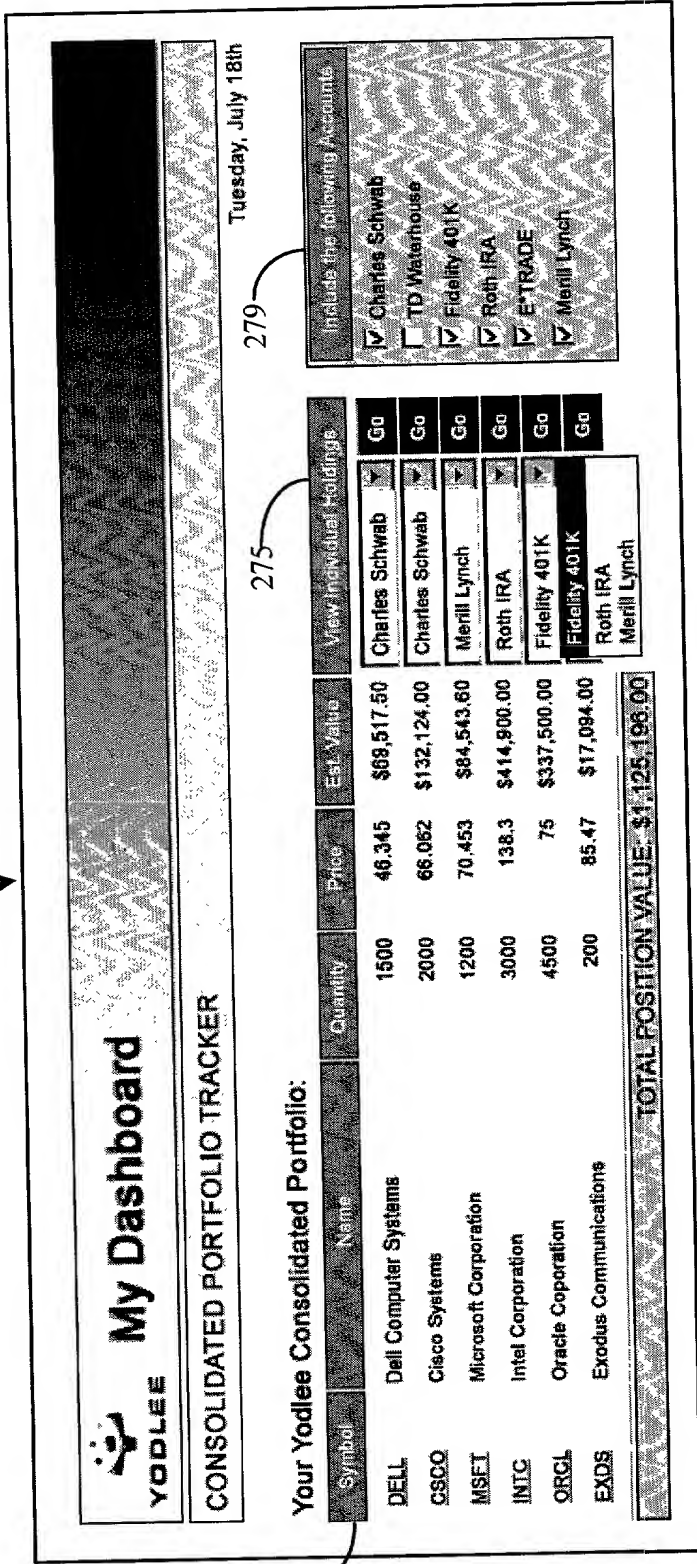 YODLEE My Dashboard
CONSOLIDATED PORTFOLIO TRACKER
Tuesday, July 18th
Your Yodlee Consolidated Portfolio:
275
279
Symbol Name Quantity Price Est. Value View Individual Holdings
DELL Dell Computer Systems 1500 46.345 $69,517.50 Charles Schwab Go
CSCO Cisco Systems 2000 66.062 $132,124.00 Charles Schwab Go
MSFT Microsoft Corporation 1200 70.453 $84,543.60 Merill Lynch Go
INTC Intel Corporation 3000 138.3 $414,900.00 Roth IRA Go
ORCL Oracle Coporation 4500 75 $337,500.00 Fidelity 401K Go
EXDS Exodus Communications 200 85.47 $17,094.00 Fidelity 401K Go
Roth IRA
Merill Lynch
TOTAL POSITION VALUE: $1,125,196.00
Include the following Accounts
Charles Schwab
TD Waterhouse
Fidelity 401K
Roth IRA
E*TRADE
Merill Lynch